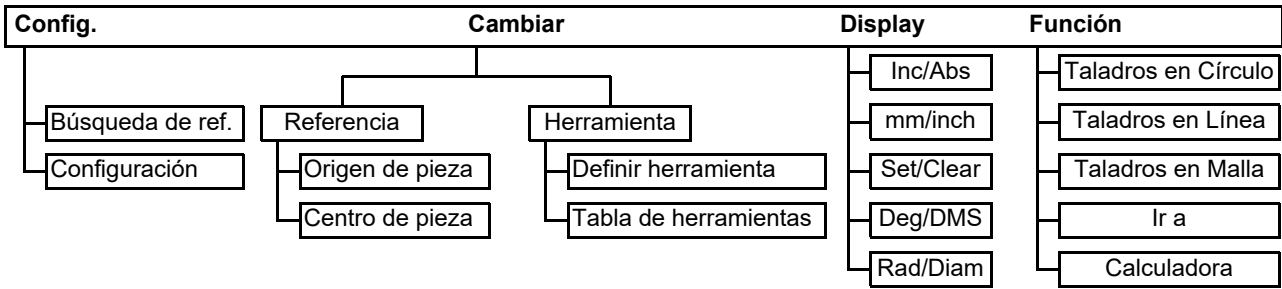 Config. Cambiar Display Función
Inc/Abs Taladros en Círculo
Búsqueda de ref. Referencia Herramienta mm/inch Taladros en Línea
Configuración Origen de pieza Definir herramienta Set/Clear Taladros en Malla
Centro de pieza Tabla de herramientas Deg/DMS Ir a
Rad/Diam Calculadora